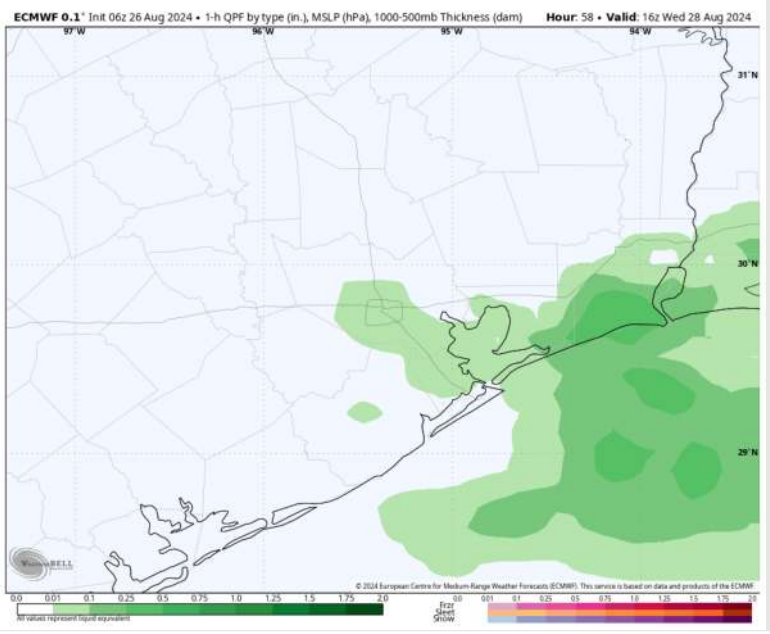 ECMWF 0.1° Init 06z 26 Aug 2024 • 1-h QPF by type (in.), MSLP (hPa), 1000-500mb Thickness (dam) Hour: 58 • Valid: 16z Wed 28 Aug 2024
97°W 96°W 95°W 94°W
31°N
30°N
29°N
WeatherBELL
© 2024 European Centre for Medium-Range Weather Forecasts (ECMWF). This service is based on data and products of the ECMWF
0.0 0.01 0.1 0.25 0.5 0.75 1.0 1.25 1.5 1.75 2.0 0.0 0.01 0.1 0.25 0.5 0.75 1.0 1.25 1.5 1.75 2.0
All values represent liquid equivalent
Frzr
Sleet
Snow